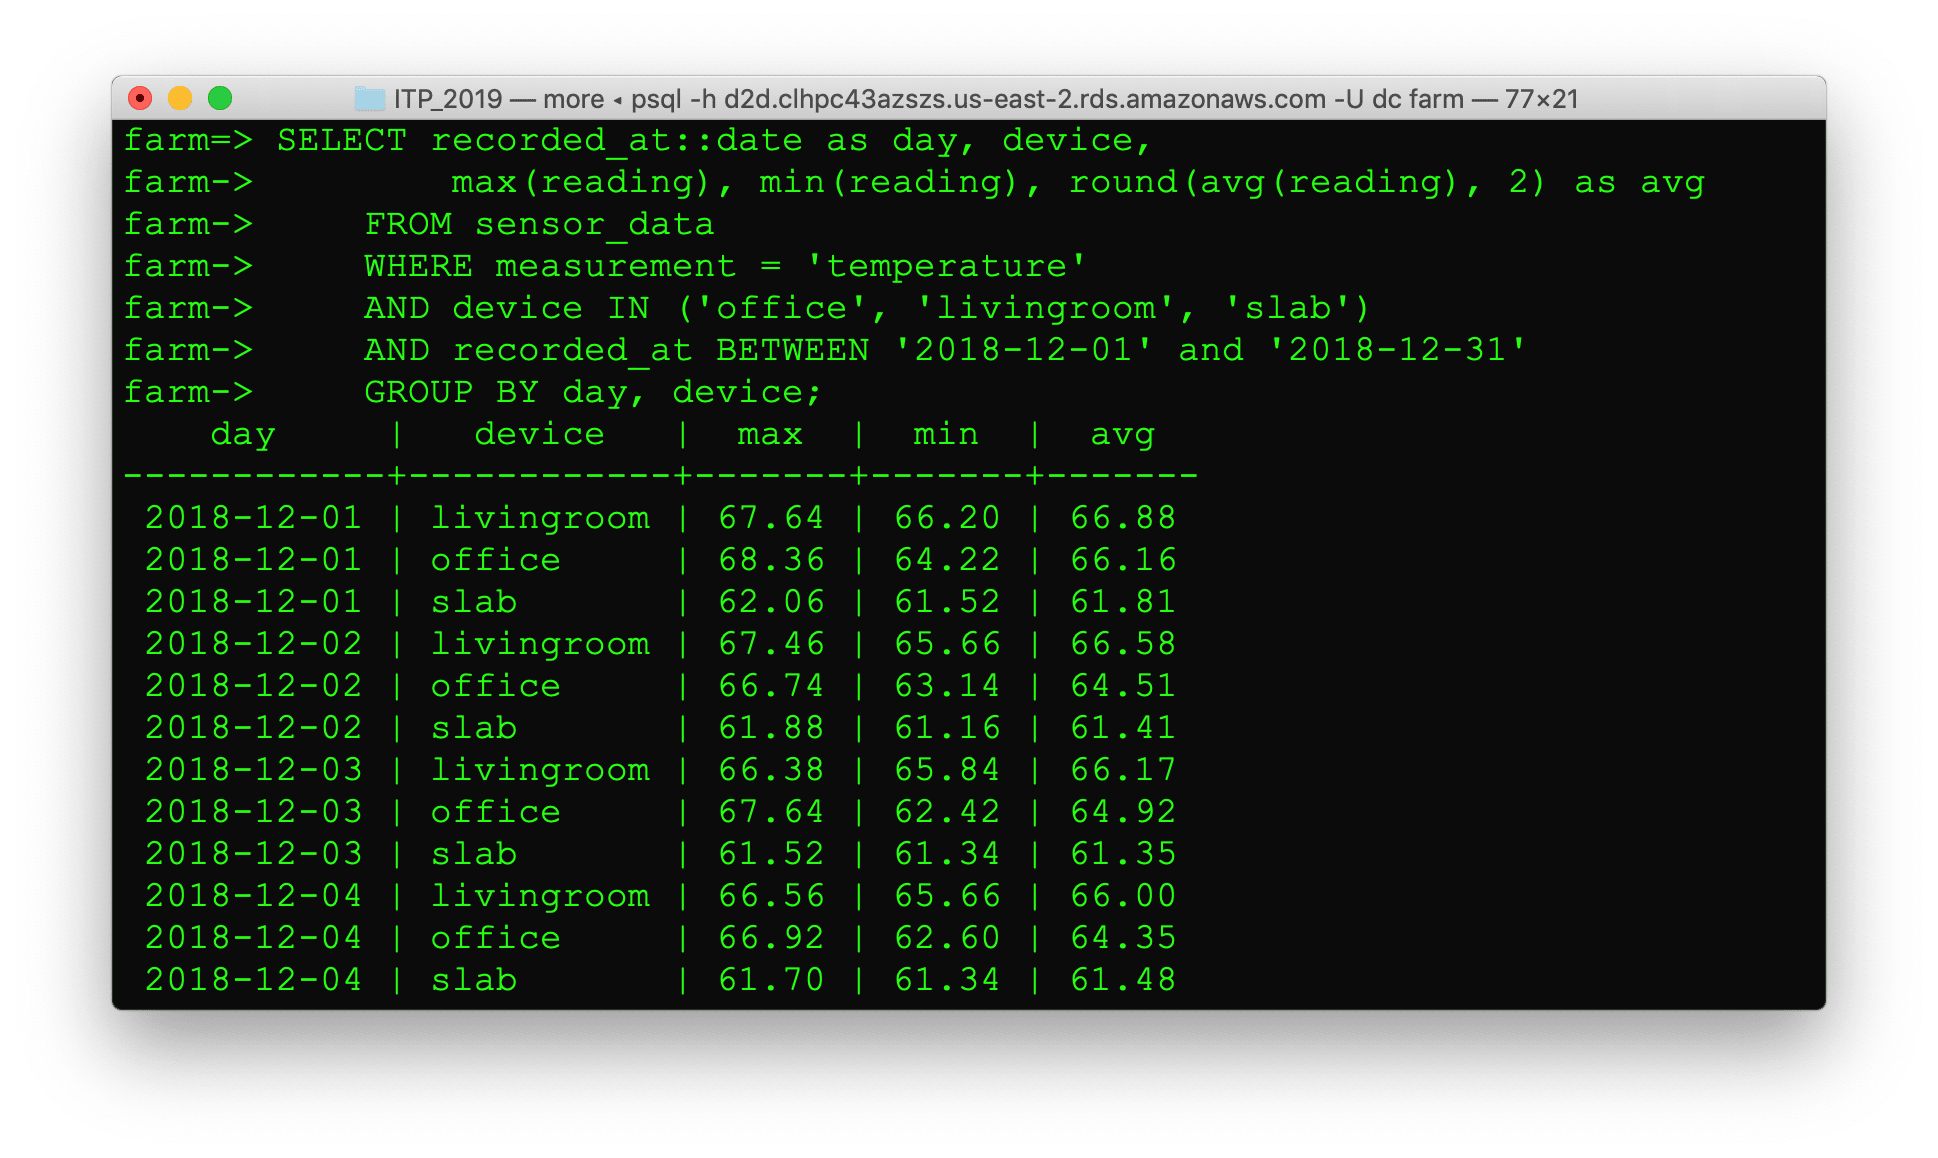 ITP_2019 — more ◂ psql -h d2d.clhpc43azszs.us-east-2.rds.amazonaws.com -U dc farm — 77×21
farm=> SELECT recorded_at::date as day, device,
farm->         max(reading), min(reading), round(avg(reading), 2) as avg
farm->     FROM sensor_data
farm->     WHERE measurement = 'temperature'
farm->     AND device IN ('office', 'livingroom', 'slab')
farm->     AND recorded_at BETWEEN '2018-12-01' and '2018-12-31'
farm->     GROUP BY day, device;
    day     |   device   |  max  |  min  |  avg
------------+------------+-------+-------+-------
 2018-12-01 | livingroom | 67.64 | 66.20 | 66.88
 2018-12-01 | office     | 68.36 | 64.22 | 66.16
 2018-12-01 | slab       | 62.06 | 61.52 | 61.81
 2018-12-02 | livingroom | 67.46 | 65.66 | 66.58
 2018-12-02 | office     | 66.74 | 63.14 | 64.51
 2018-12-02 | slab       | 61.88 | 61.16 | 61.41
 2018-12-03 | livingroom | 66.38 | 65.84 | 66.17
 2018-12-03 | office     | 67.64 | 62.42 | 64.92
 2018-12-03 | slab       | 61.52 | 61.34 | 61.35
 2018-12-04 | livingroom | 66.56 | 65.66 | 66.00
 2018-12-04 | office     | 66.92 | 62.60 | 64.35
 2018-12-04 | slab       | 61.70 | 61.34 | 61.48